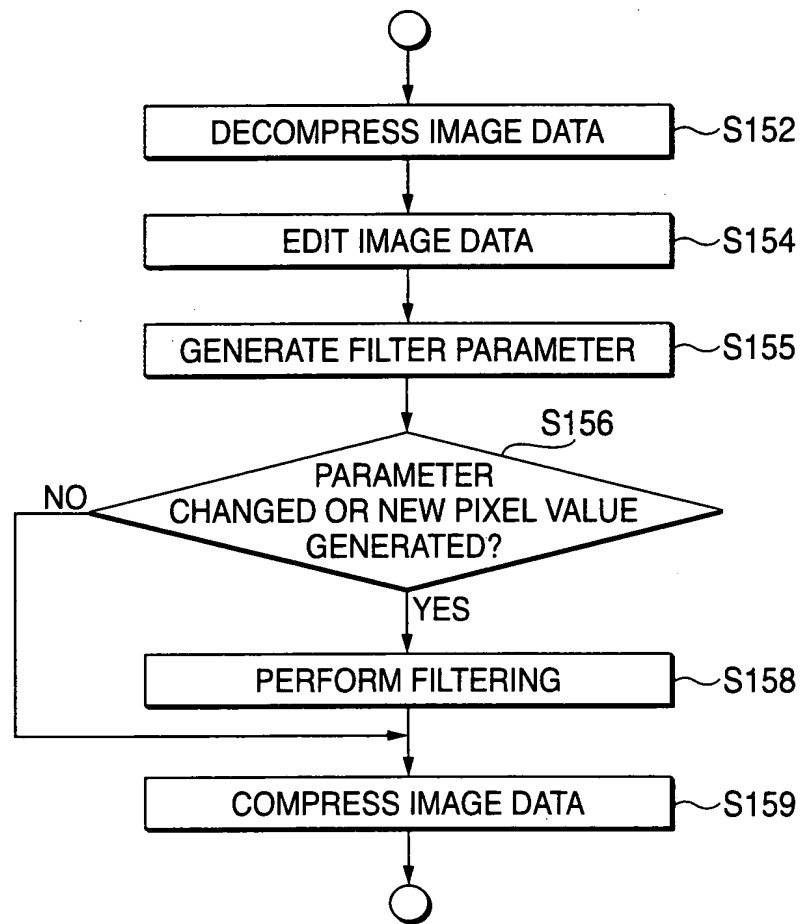 DECOMPRESS IMAGE DATA
S152
EDIT IMAGE DATA
S154
GENERATE FILTER PARAMETER
S155
S156
PARAMETER
CHANGED OR NEW PIXEL VALUE
GENERATED?
NO
YES
PERFORM FILTERING
S158
COMPRESS IMAGE DATA
S159